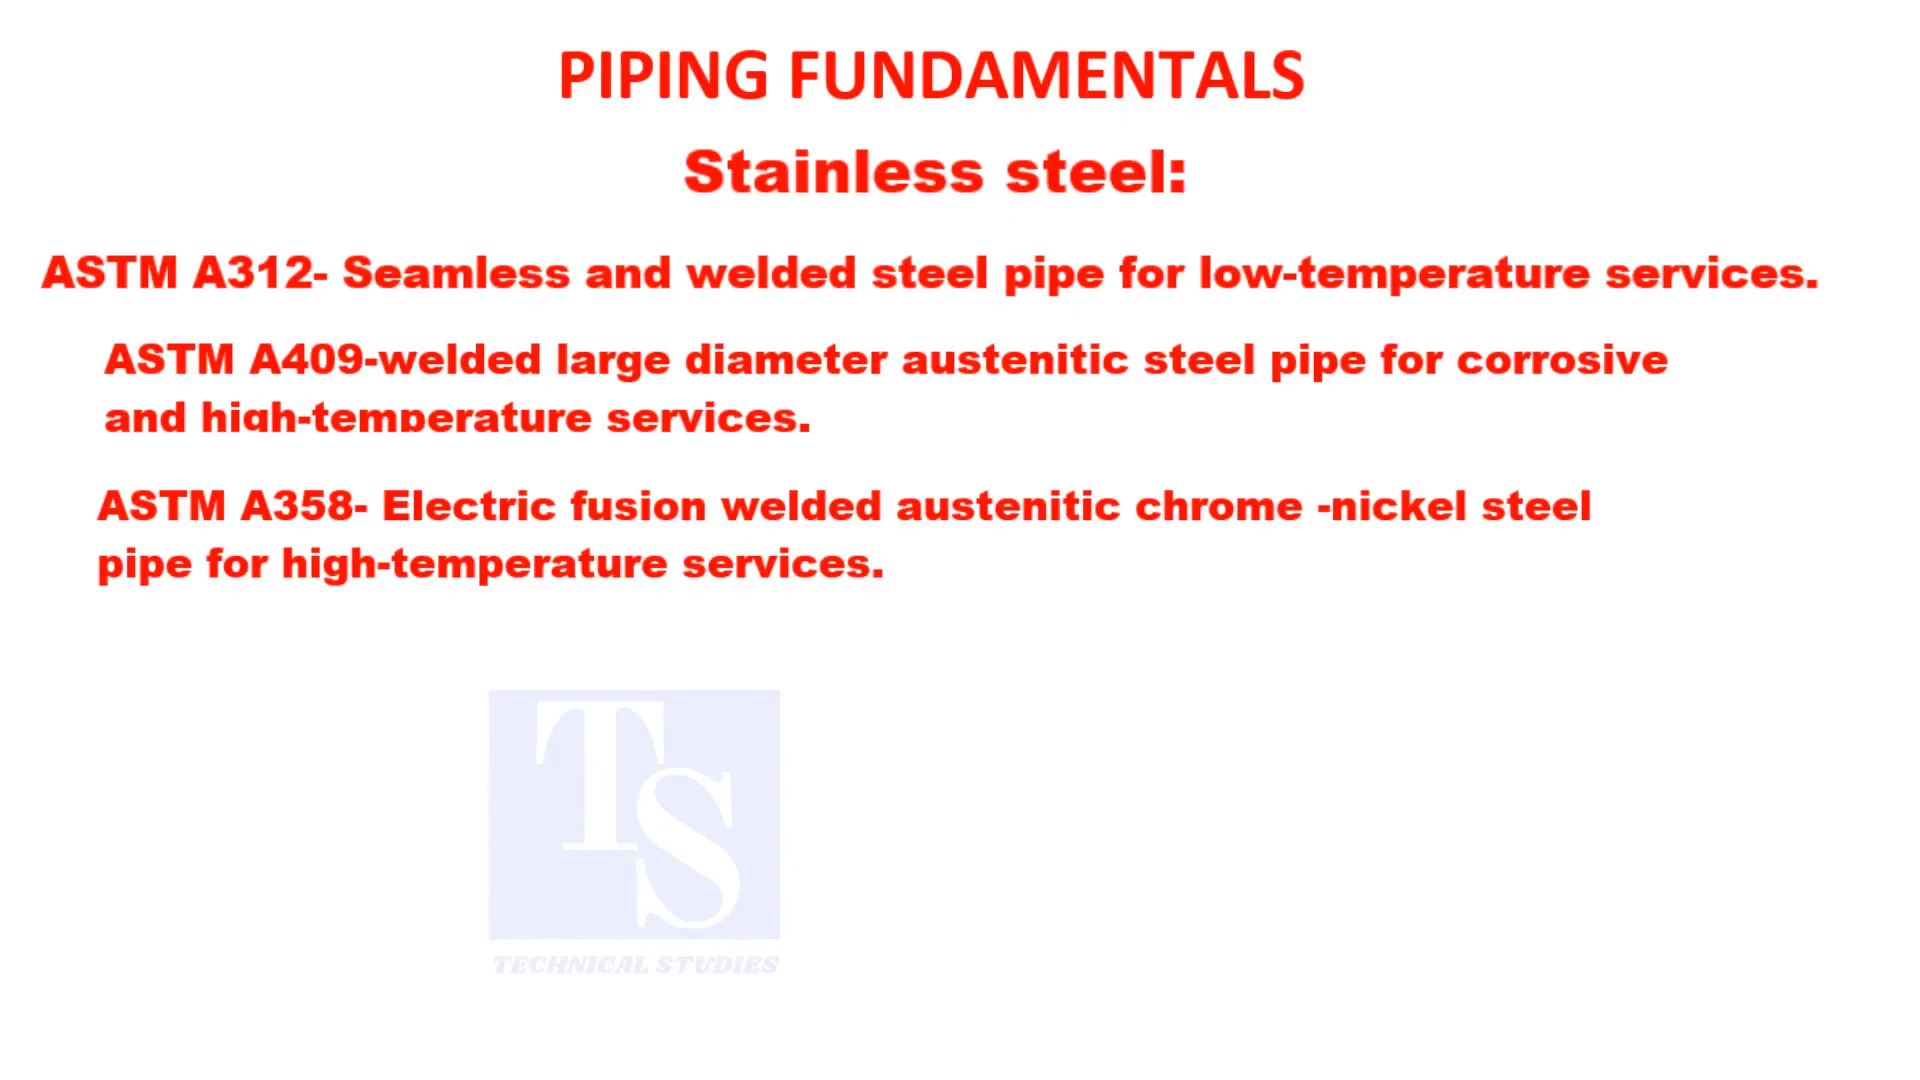 PIPING FUNDAMENTALS
Stainless steel:
ASTM A312- Seamless and welded steel pipe for low-temperature services.
ASTM A409-welded large diameter austenitic steel pipe for corrosive
and high-temperature services.
ASTM A358- Electric fusion welded austenitic chrome -nickel steel
pipe for high-temperature services.
TS
TECHNICAL STUDIES